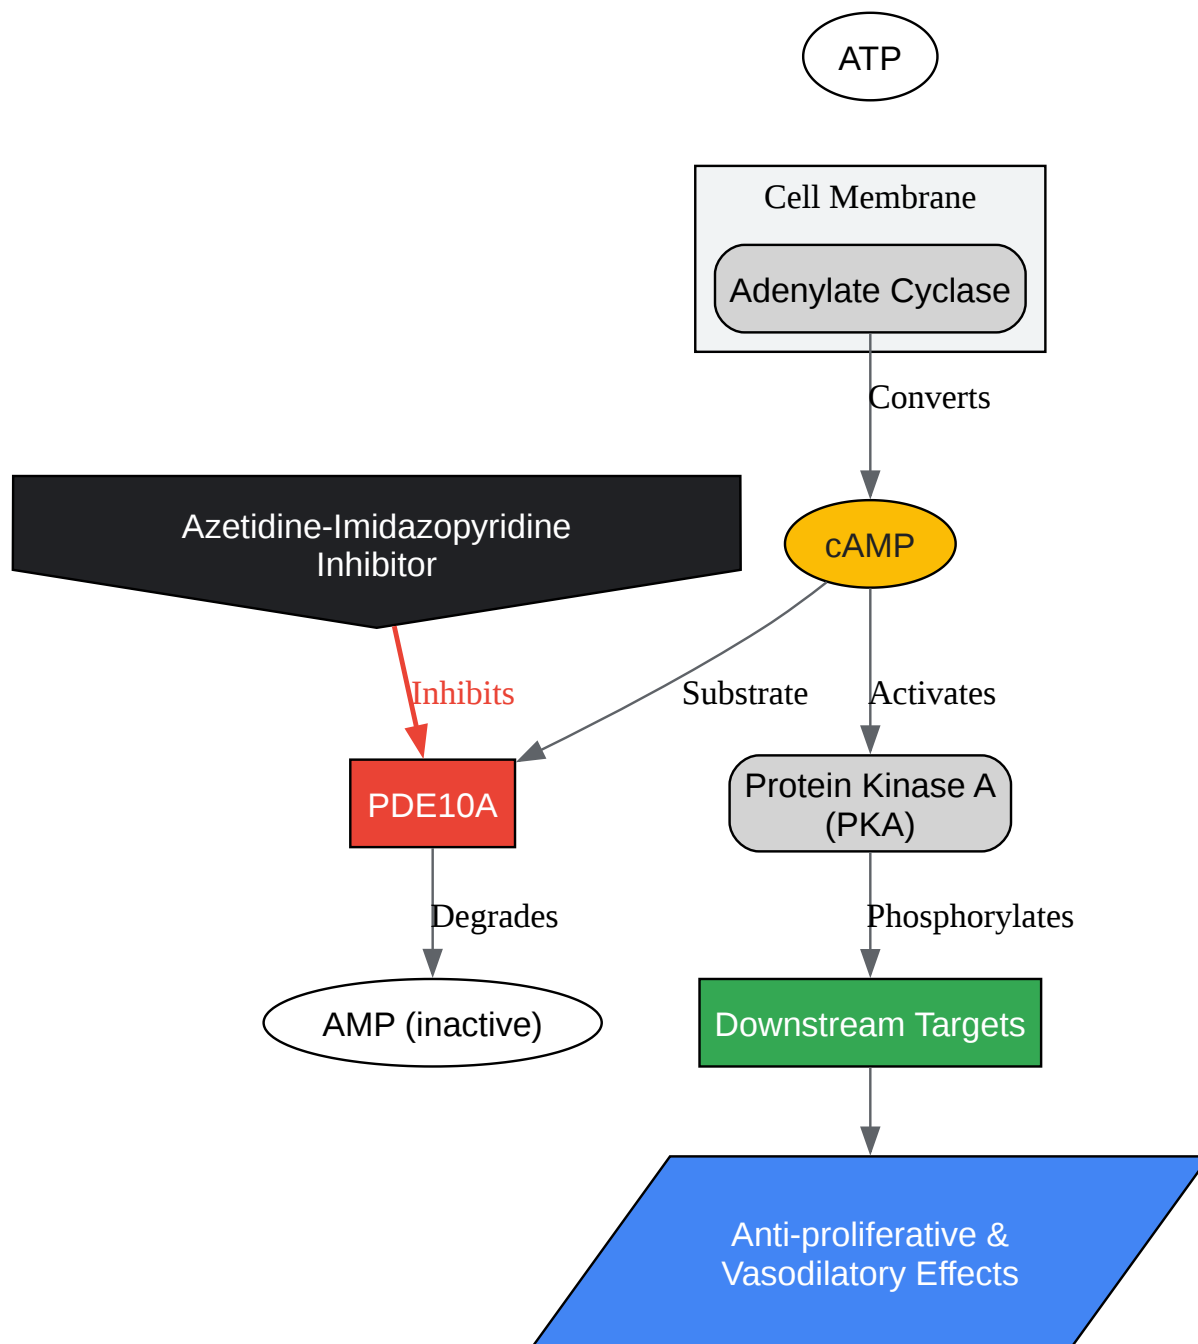 ATP
Cell Membrane
Adenylate Cyclase
Converts
Azetidine-Imidazopyridine
Inhibitor
cAMP
Inhibits
Substrate
Activates
PDE10A
Protein Kinase A
(PKA)
Degrades
Phosphorylates
AMP (inactive)
Downstream Targets
Anti-proliferative &
Vasodilatory Effects